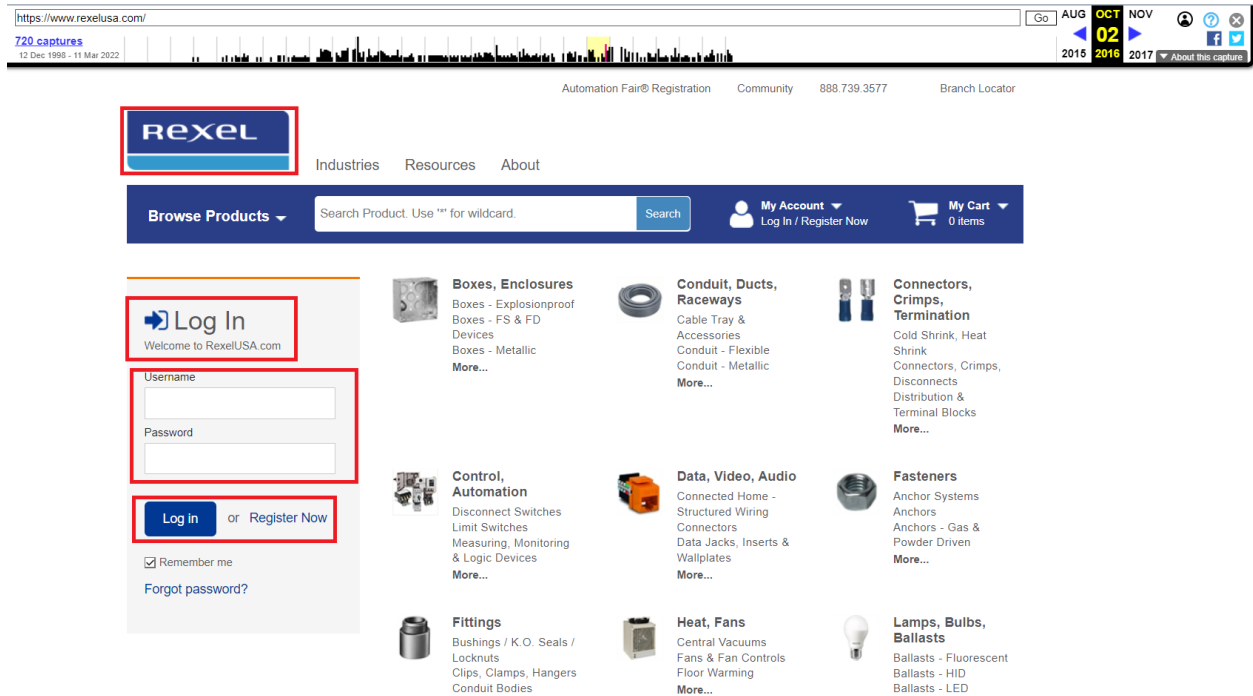 https://www.rexelusa.com/
Go
AUG OCT NOV
720 captures
02
12 Dec 1998 - 11 Mar 2022
2015 2016 2017
▼ About this capture
Automation Fair® Registration Community 888.739.3577 Branch Locator
Rexel
Industries Resources About
Browse Products
Search Product. Use '*' for wildcard.
Search
My Account
Log In / Register Now
My Cart
0 items
Log In
Welcome to RexelUSA.com
Username
Password
Log in or Register Now
Remember me
Forgot password?
Boxes, Enclosures
Boxes - Explosionproof
Boxes - FS & FD
Devices
Boxes - Metallic
More...
Conduit, Ducts,
Raceways
Cable Tray &
Accessories
Conduit - Flexible
Conduit - Metallic
More...
Connectors,
Crimps,
Termination
Cold Shrink, Heat
Shrink
Connectors, Crimps,
Disconnects
Distribution &
Terminal Blocks
More...
Control,
Automation
Disconnect Switches
Limit Switches
Measuring, Monitoring
& Logic Devices
More...
Data, Video, Audio
Connected Home -
Structured Wiring
Connectors
Data Jacks, Inserts &
Wallplates
More...
Fasteners
Anchor Systems
Anchors
Anchors - Gas &
Powder Driven
More...
Fittings
Bushings / K.O. Seals /
Locknuts
Clips, Clamps, Hangers
Conduit Bodies
Heat, Fans
Central Vacuums
Fans & Fan Controls
Floor Warming
More...
Lamps, Bulbs,
Ballasts
Ballasts - Fluorescent
Ballasts - HID
Ballasts - LED